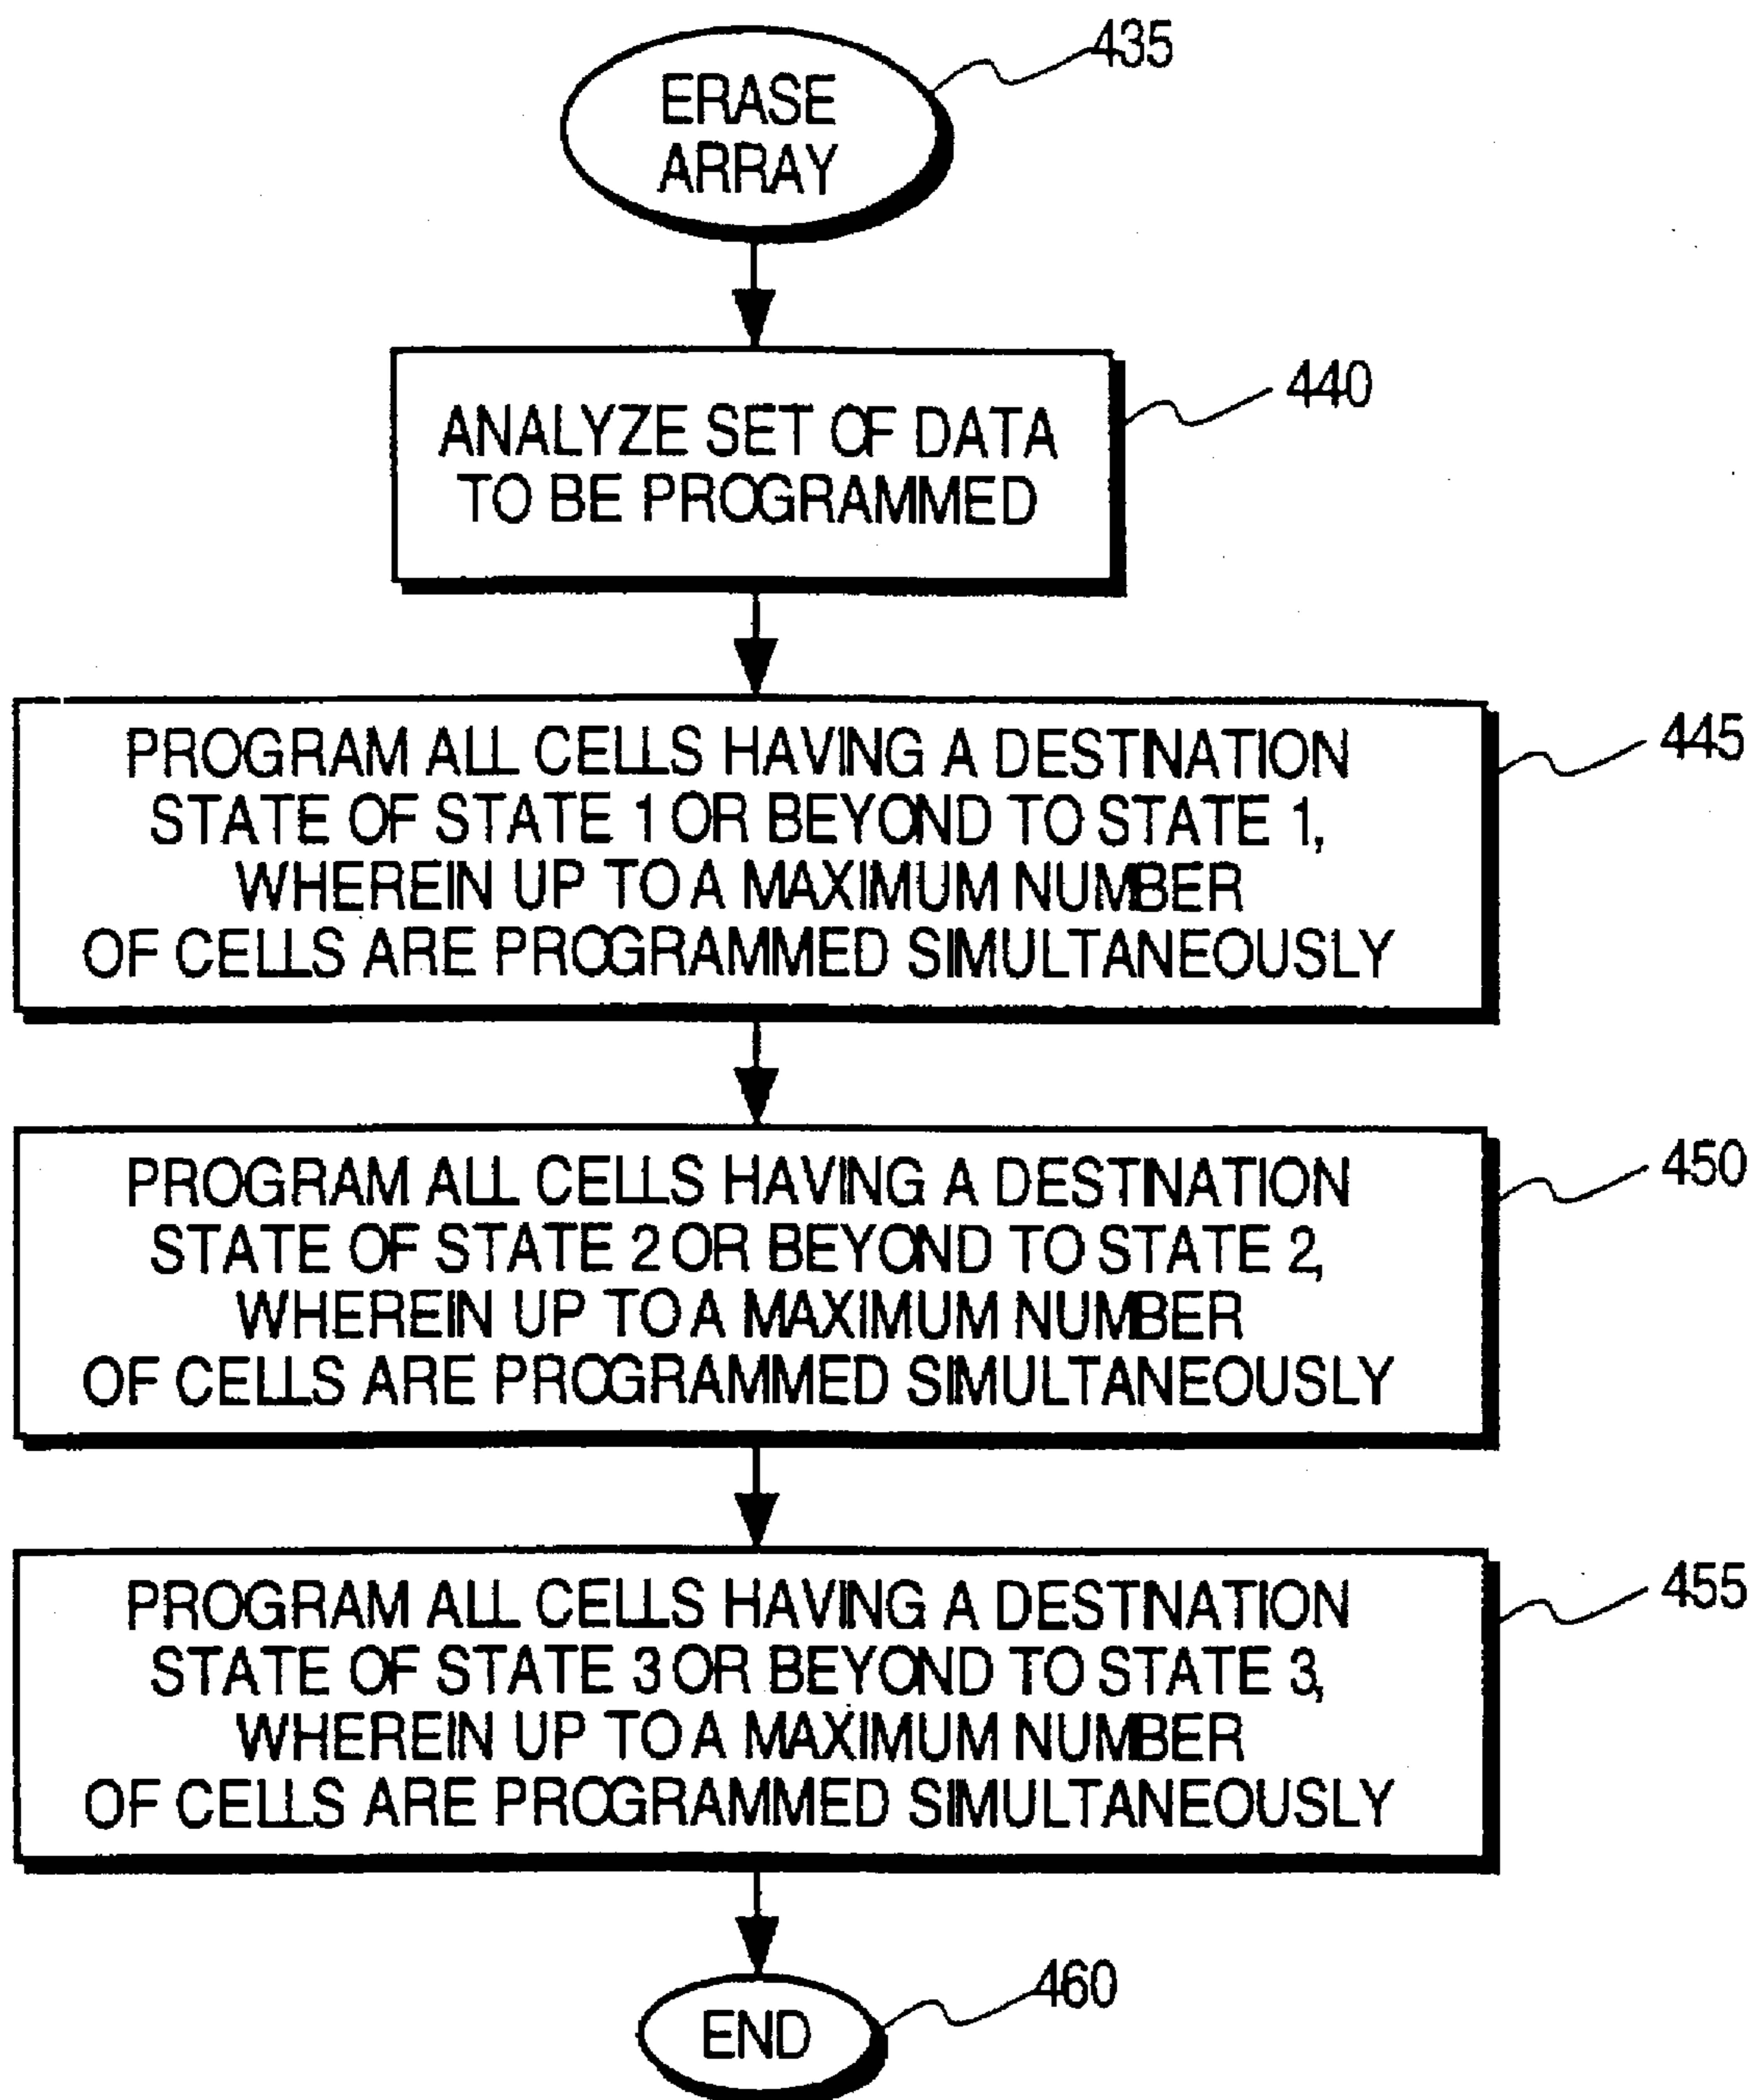 ERASE
ARRAY
435
ANALYZE SET OF DATA
TO BE PROGRAMMED
440
PROGRAM ALL CELLS HAVING A DESTINATION
STATE OF STATE 1 OR BEYOND TO STATE 1,
WHEREIN UP TO A MAXIMUM NUMBER
OF CELLS ARE PROGRAMMED SIMULTANEOUSLY
445
PROGRAM ALL CELLS HAVING A DESTINATION
STATE OF STATE 2 OR BEYOND TO STATE 2,
WHEREIN UP TO A MAXIMUM NUMBER
OF CELLS ARE PROGRAMMED SIMULTANEOUSLY
450
PROGRAM ALL CELLS HAVING A DESTINATION
STATE OF STATE 3 OR BEYOND TO STATE 3,
WHEREIN UP TO A MAXIMUM NUMBER
OF CELLS ARE PROGRAMMED SIMULTANEOUSLY
455
END
460